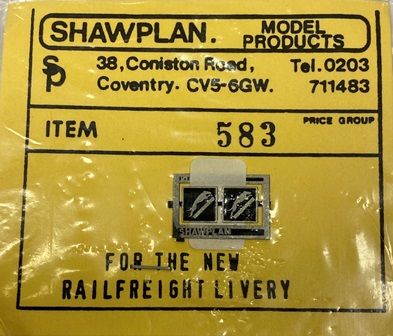 SHAWPLAN. MODEL PRODUCTS
SP 38, Coniston Road, Tel. 0203
Coventry. CV5-6GW. 711483
ITEM 583 PRICE GROUP
SHAWPLAN
FOR THE NEW
RAILFREIGHT LIVERY